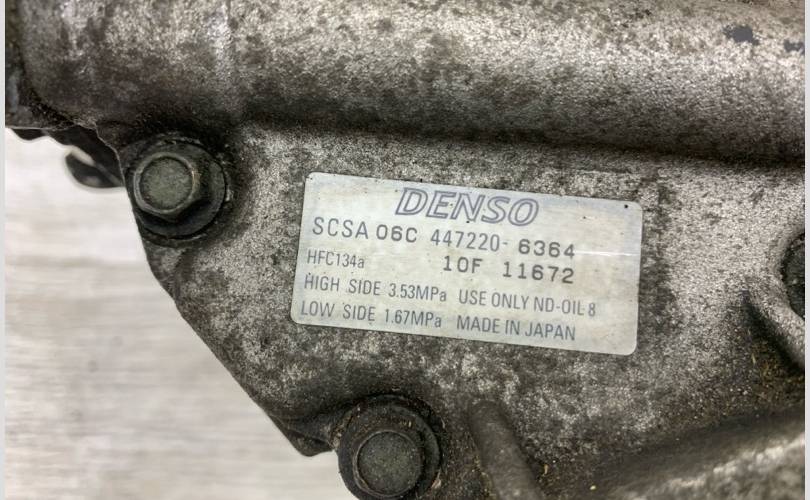 DENSO
SCSA 06C 447220-6364
HFC134a 10F 11672
HIGH SIDE 3.53MPa USE ONLY ND-OIL 8
LOW SIDE 1.67MPa MADE IN JAPAN